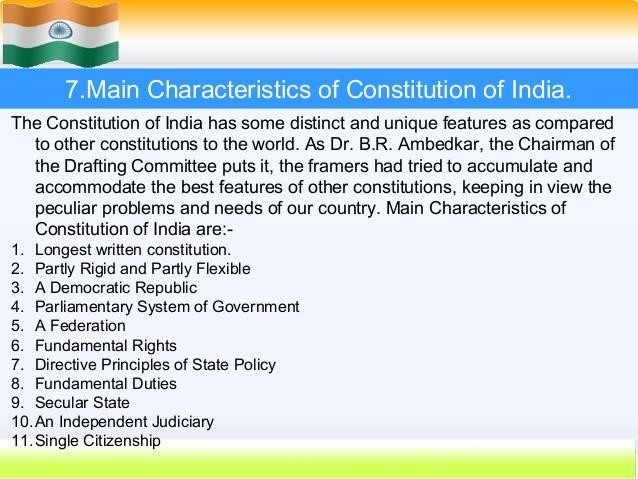 7.Main Characteristics of Constitution of India.
The Constitution of India has some distinct and unique features as compared
to other constitutions to the world. As Dr. B.R. Ambedkar, the Chairman of
the Drafting Committee puts it, the framers had tried to accumulate and
accommodate the best features of other constitutions, keeping in view the
peculiar problems and needs of our country. Main Characteristics of
Constitution of India are:-
1. Longest written constitution.
2. Partly Rigid and Partly Flexible
3. A Democratic Republic
4. Parliamentary System of Government
5. A Federation
6. Fundamental Rights
7. Directive Principles of State Policy
8. Fundamental Duties
9. Secular State
10.An Independent Judiciary
11.Single Citizenship